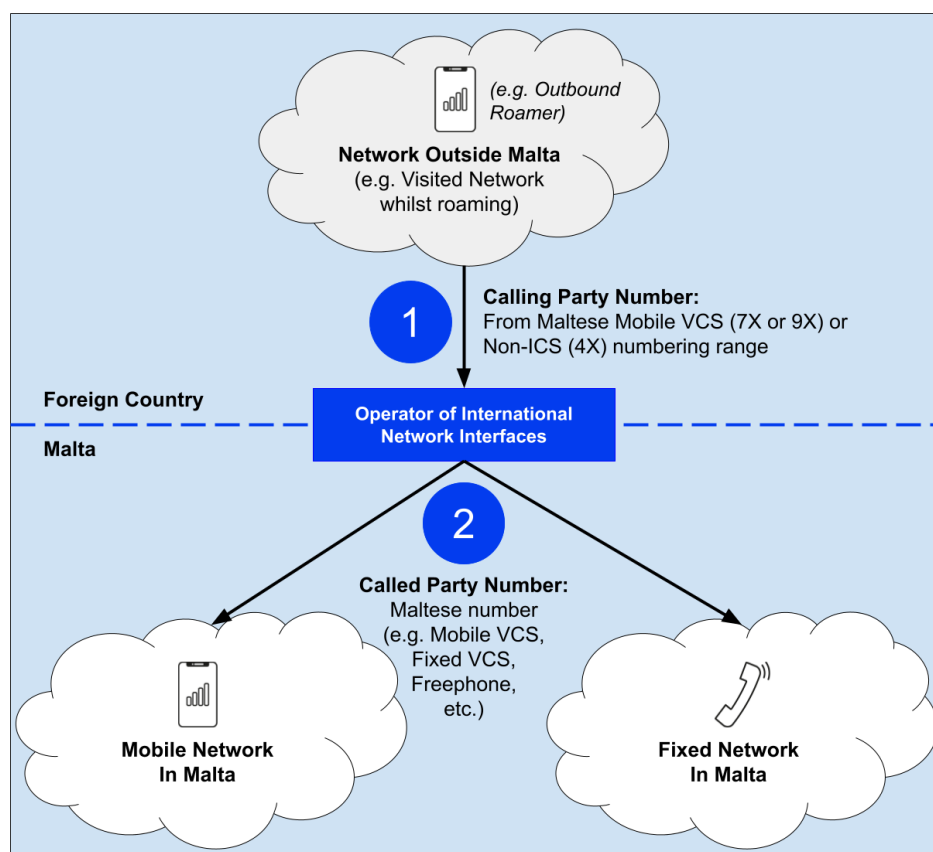 (e.g. Outbound
Roamer)
Network Outside Malta
(e.g. Visited Network
whilst roaming)
1
Calling Party Number:
From Maltese Mobile VCS (7X or 9X) or
Non-ICS (4X) numbering range
Foreign Country
Operator of International
Network Interfaces
Malta
2
Called Party Number:
Maltese number
(e.g. Mobile VCS,
Fixed VCS,
Freephone,
etc.)
Mobile Network
In Malta
Fixed Network
In Malta